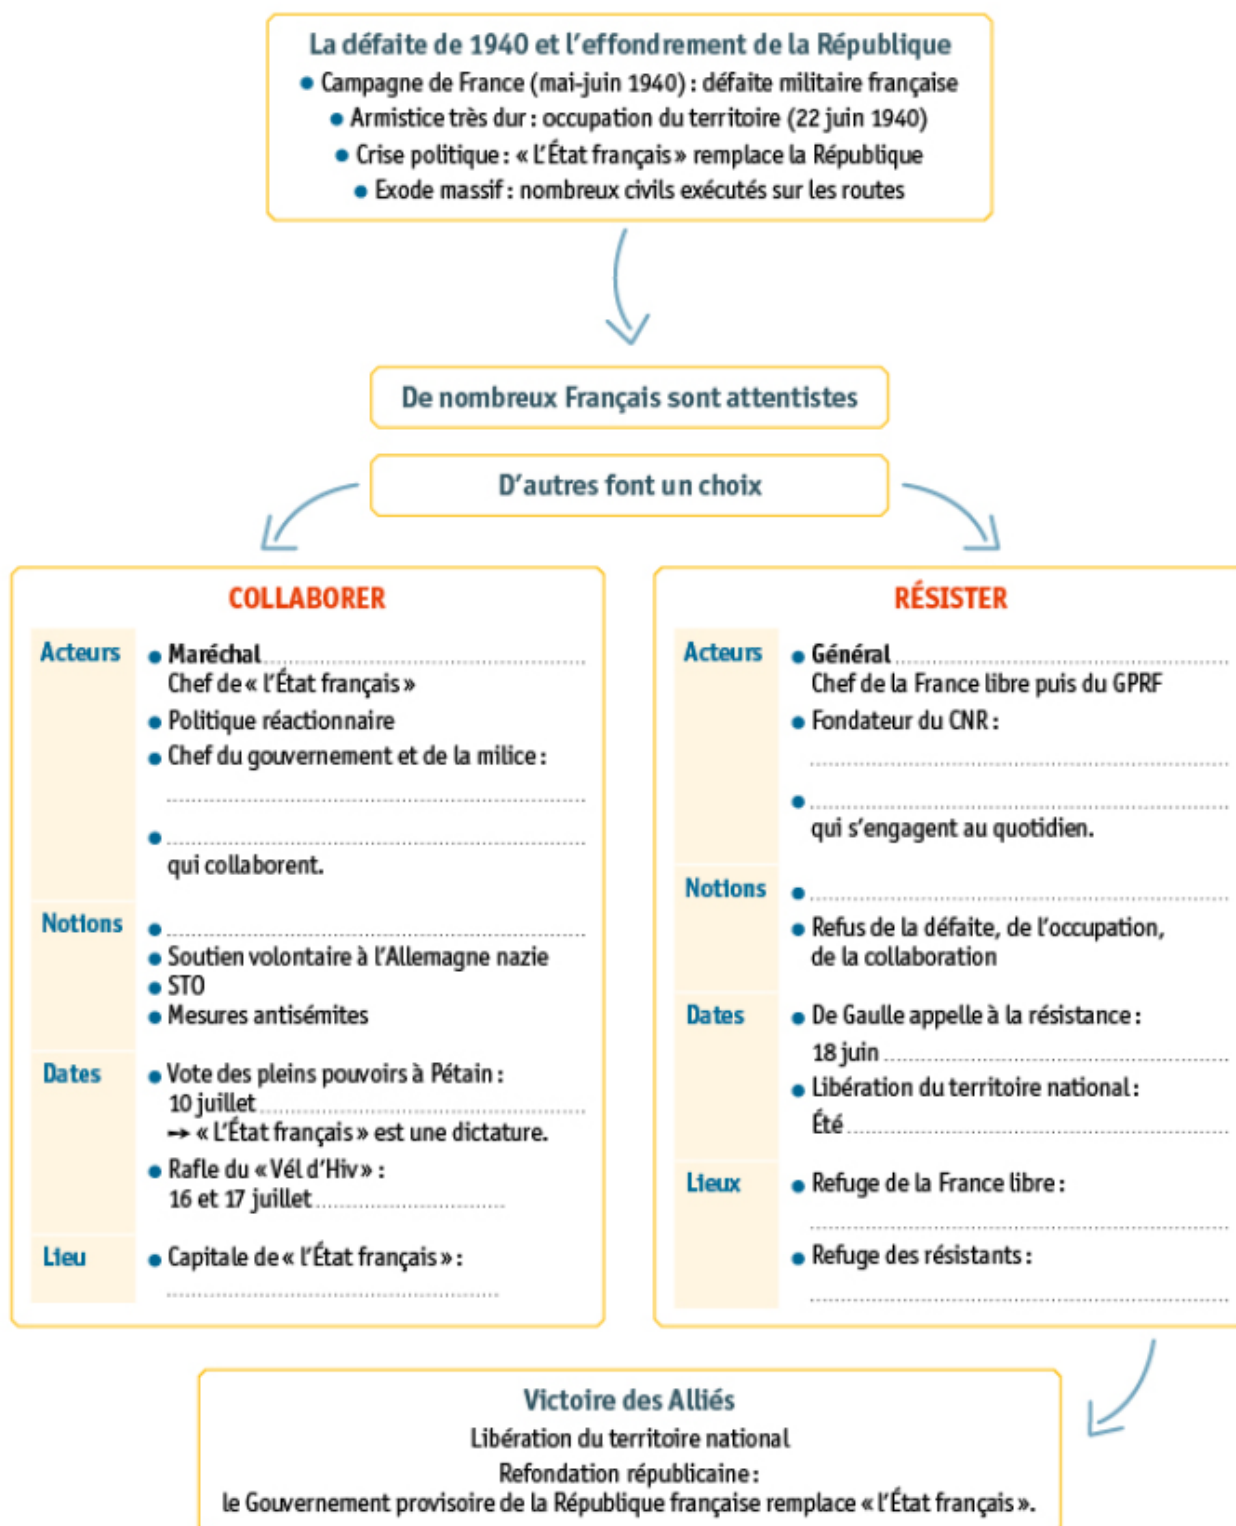 La défaite de 1940 et l'effondrement de la République
• Campagne de France (mai-juin 1940) : défaite militaire française
• Armistice très dur : occupation du territoire (22 juin 1940)
• Crise politique : « L'État français » remplace la République
• Exode massif : nombreux civils exécutés sur les routes
De nombreux Français sont attentistes
D'autres font un choix
COLLABORER
Acteurs
• Maréchal
Chef de « l'État français »
• Politique réactionnaire
• Chef du gouvernement et de la milice :
•
qui collaborent.
Notions
•
• Soutien volontaire à l'Allemagne nazie
• STO
• Mesures antisémites
Dates
• Vote des pleins pouvoirs à Pétain :
10 juillet
→ « L'État français » est une dictature.
• Rafle du « Vél d'Hiv » :
16 et 17 juillet
Lieu
• Capitale de « l'État français » :
RÉSISTER
Acteurs
• Général
Chef de la France libre puis du GPRF
• Fondateur du CNR :
•
qui s'engagent au quotidien.
Notions
•
• Refus de la défaite, de l'occupation,
de la collaboration
Dates
• De Gaulle appelle à la résistance :
18 juin
• Libération du territoire national :
Été
Lieux
• Refuge de la France libre :
• Refuge des résistants :
Victoire des Alliés
Libération du territoire national
Refondation républicaine :
le Gouvernement provisoire de la République française remplace « l'État français ».